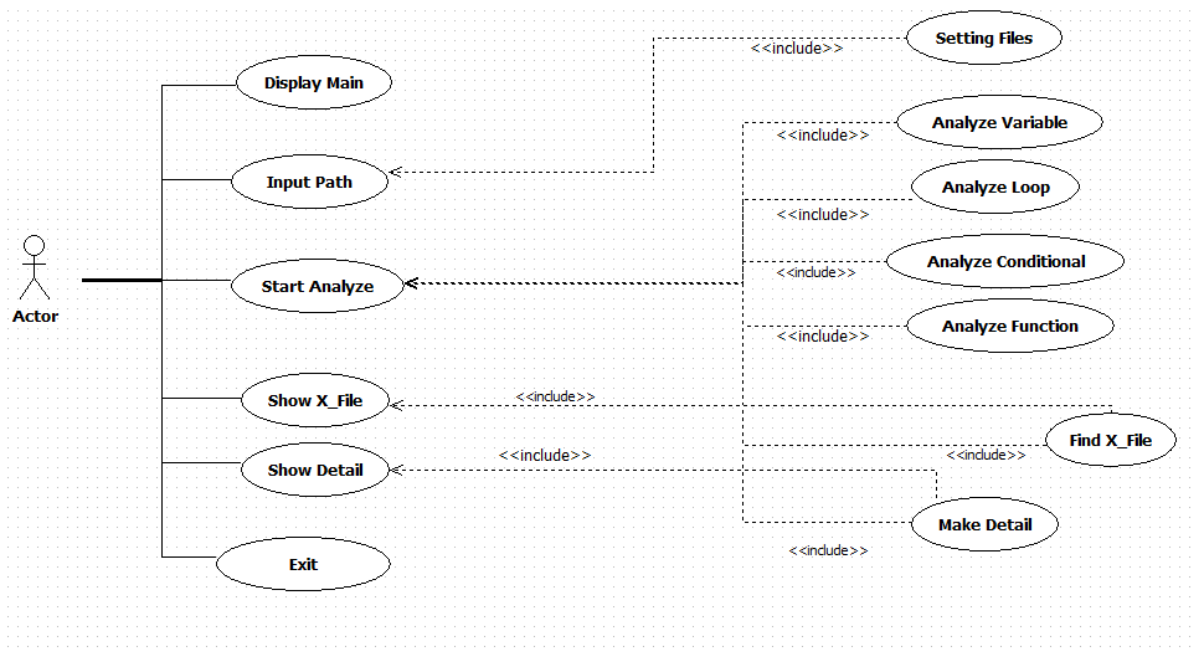 Setting Files
<<include>>
Display Main
Analyze Variable
<<include>>
Input Path
Analyze Loop
<<include>>
Analyze Conditional
<<include>>
Start Analyze
Actor
Analyze Function
<<include>>
Show X_File
<<include>>
Find X_File
<<include>>
Show Detail
<<include>>
Make Detail
<<include>>
Exit